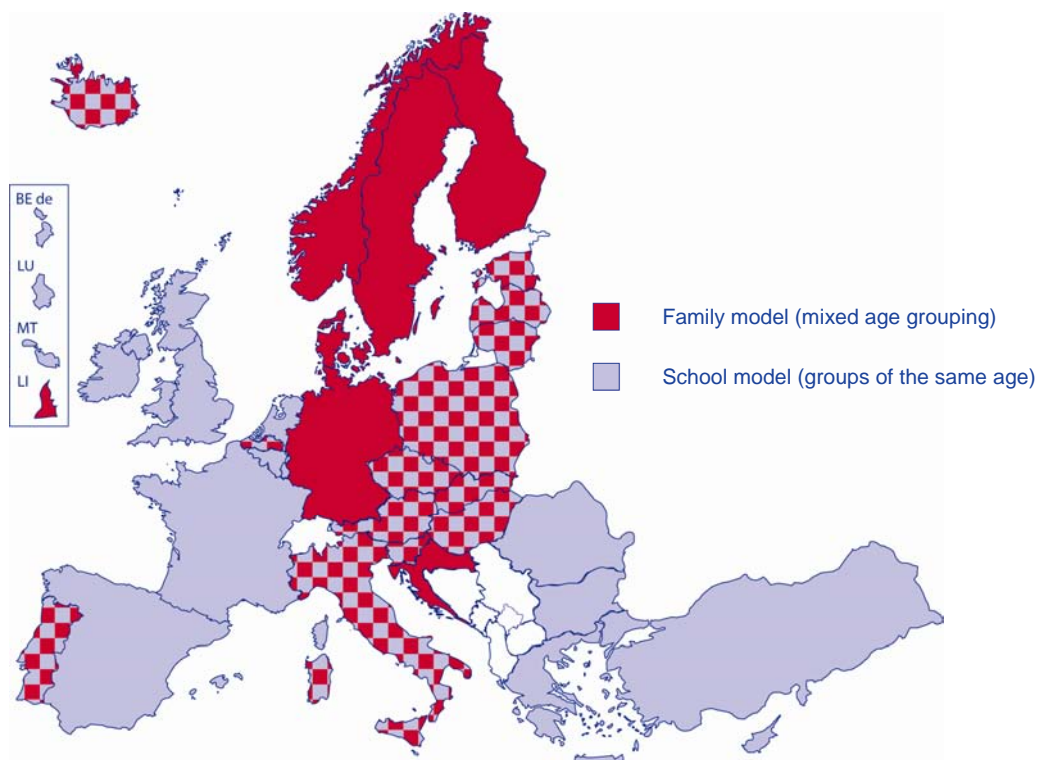 BE de
LU
MT
LI
Family model (mixed age grouping)
School model (groups of the same age)